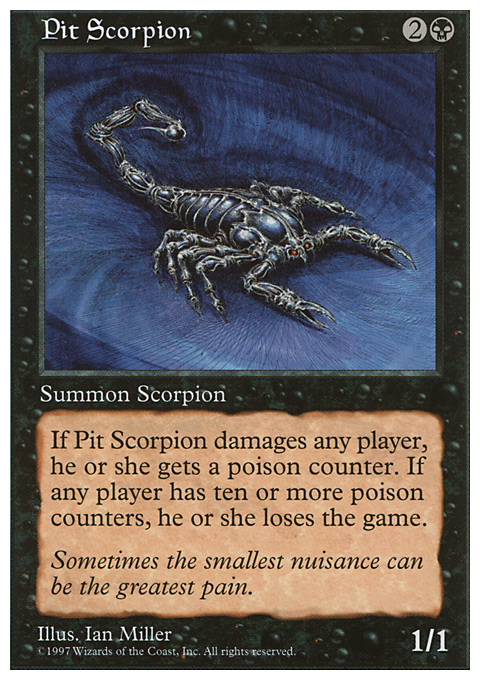 Pit Scorpion 2
Summon Scorpion
If Pit Scorpion damages any player,
he or she gets a poison counter. If
any player has ten or more poison
counters, he or she loses the game.
Sometimes the smallest nuisance can
be the greatest pain.
Illus. Ian Miller
©1997 Wizards of the Coast, Inc. All rights reserved.
1/1